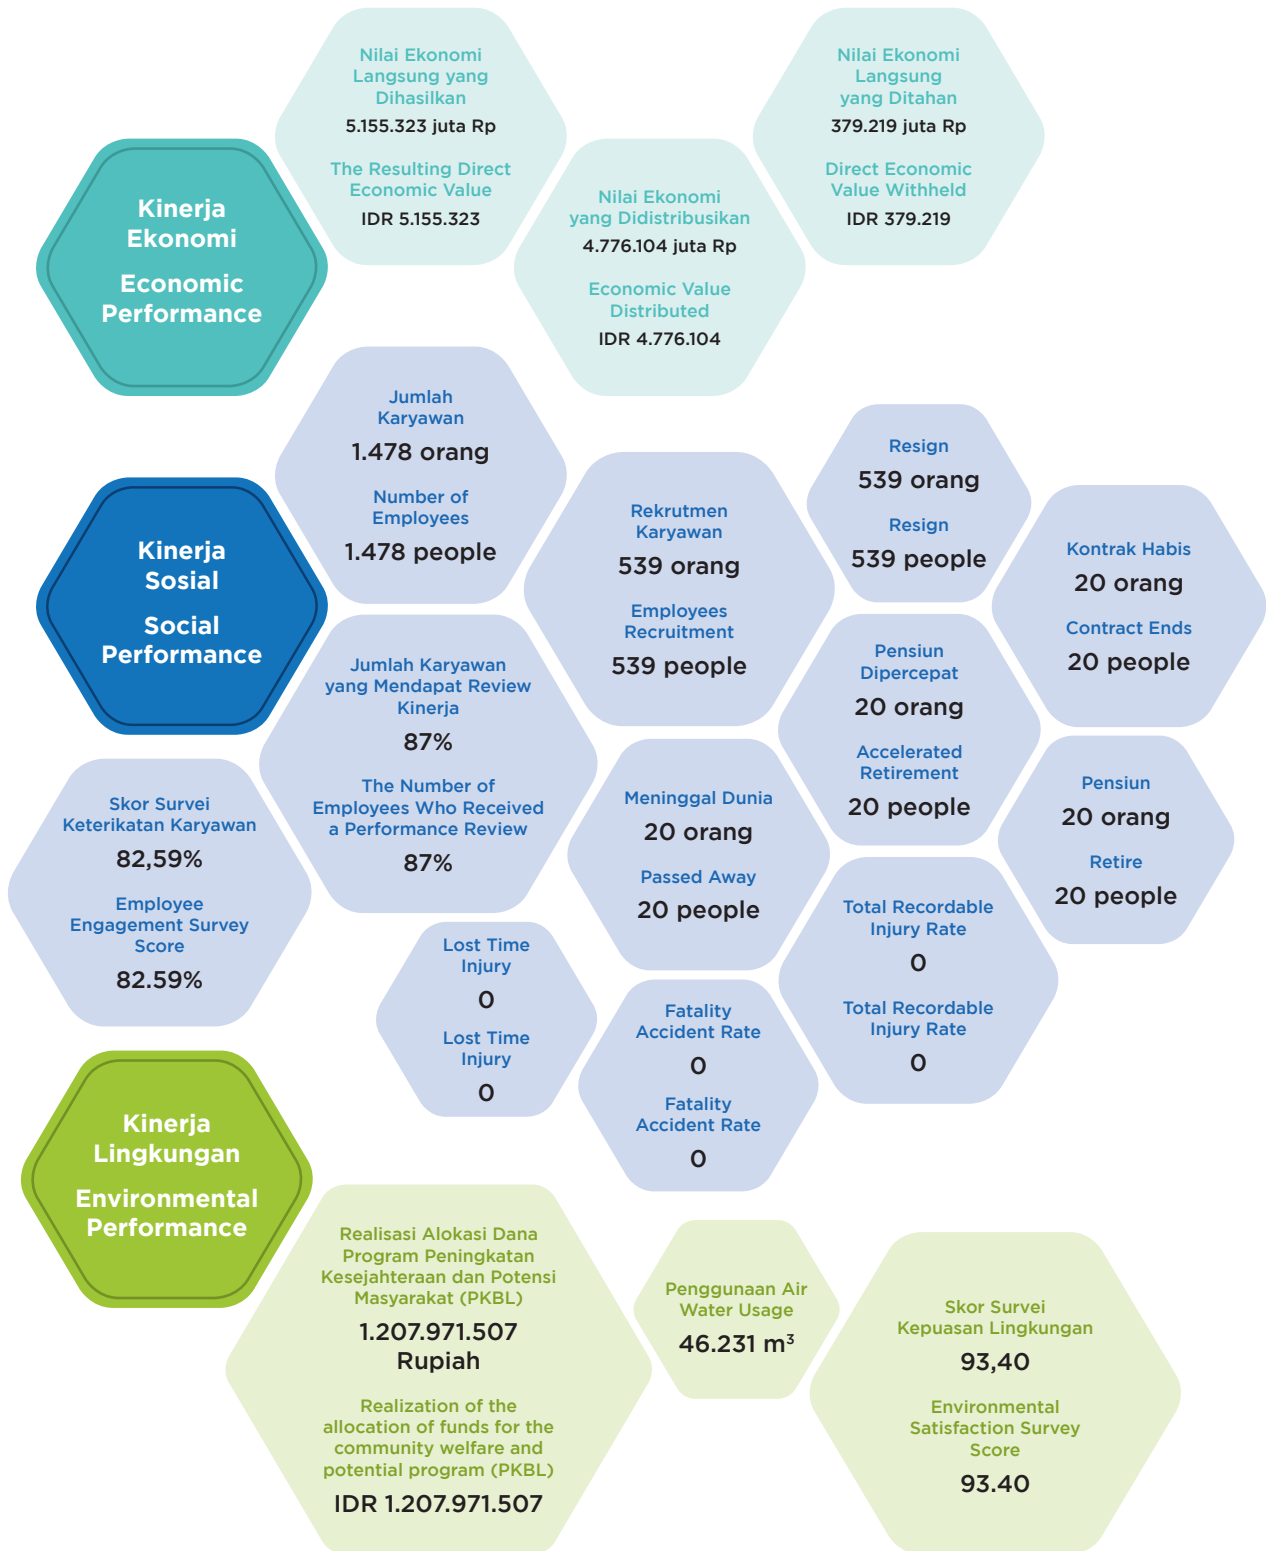 Kinerja
Ekonomi
Economic
Performance
Nilai Ekonomi
Langsung yang
Dihasilkan
5.155.323 juta Rp
The Resulting Direct
Economic Value
IDR 5.155.323
Nilai Ekonomi
yang Didistribusikan
4.776.104 juta Rp
Economic Value
Distributed
IDR 4.776.104
Nilai Ekonomi
Langsung
yang Ditahan
379.219 juta Rp
Direct Economic
Value Withheld
IDR 379.219
Kinerja
Sosial
Social
Performance
Jumlah
Karyawan
1.478 orang
Number of
Employees
1.478 people
Rekrutmen
Karyawan
539 orang
Employees
Recruitment
539 people
Resign
539 orang
Resign
539 people
Kontrak Habis
20 orang
Contract Ends
20 people
Jumlah Karyawan
yang Mendapat Review
Kinerja
87%
The Number of
Employees Who Received
a Performance Review
87%
Pensiun
Dipercepat
20 orang
Accelerated
Retirement
20 people
Skor Survei
Keterikatan Karyawan
82,59%
Employee
Engagement Survey
Score
82.59%
Meninggal Dunia
20 orang
Passed Away
20 people
Pensiun
20 orang
Retire
20 people
Lost Time
Injury
0
Lost Time
Injury
0
Fatality
Accident Rate
0
Fatality
Accident Rate
0
Total Recordable
Injury Rate
0
Total Recordable
Injury Rate
0
Kinerja
Lingkungan
Environmental
Performance
Realisasi Alokasi Dana
Program Peningkatan
Kesejahteraan dan Potensi
Masyarakat (PKBL)
1.207.971.507
Rupiah
Realization of the
allocation of funds for the
community welfare and
potential program (PKBL)
IDR 1.207.971.507
Penggunaan Air
Water Usage
46.231 m³
Skor Survei
Kepuasan Lingkungan
93,40
Environmental
Satisfaction Survey
Score
93.40